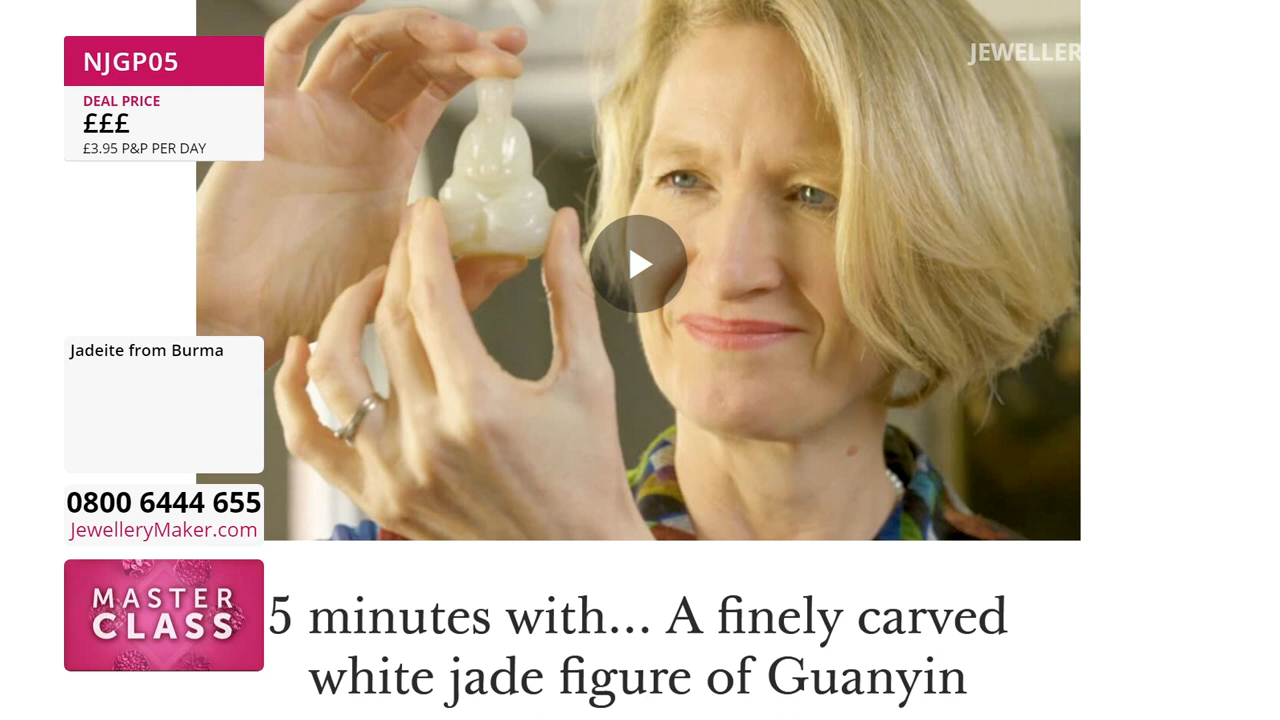 NJGP05
DEAL PRICE
£££
£3.95 P&P PER DAY
JEWELLER
Jadeite from Burma
0800 6444 655
JewelleryMaker.com
MASTER
CLASS
5 minutes with... A finely carved
white jade figure of Guanyin